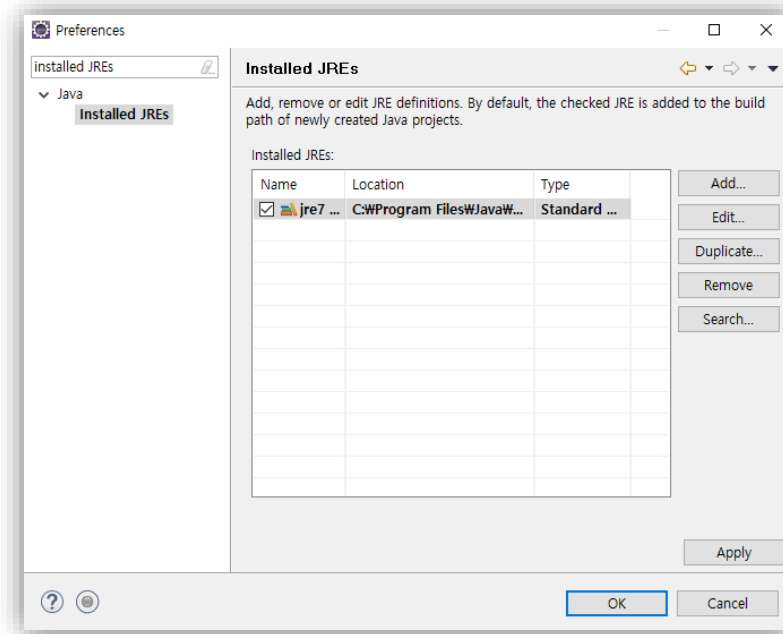 Preferences
installed JREs
Java
Installed JREs
Installed JREs
Add, remove or edit JRE definitions. By default, the checked JRE is added to the build
path of newly created Java projects.
Installed JREs:
Name Location Type
jre7 ... C:₩Program Files₩Java₩... Standard ...
Add...
Edit...
Duplicate...
Remove
Search...
Apply
?
OK Cancel